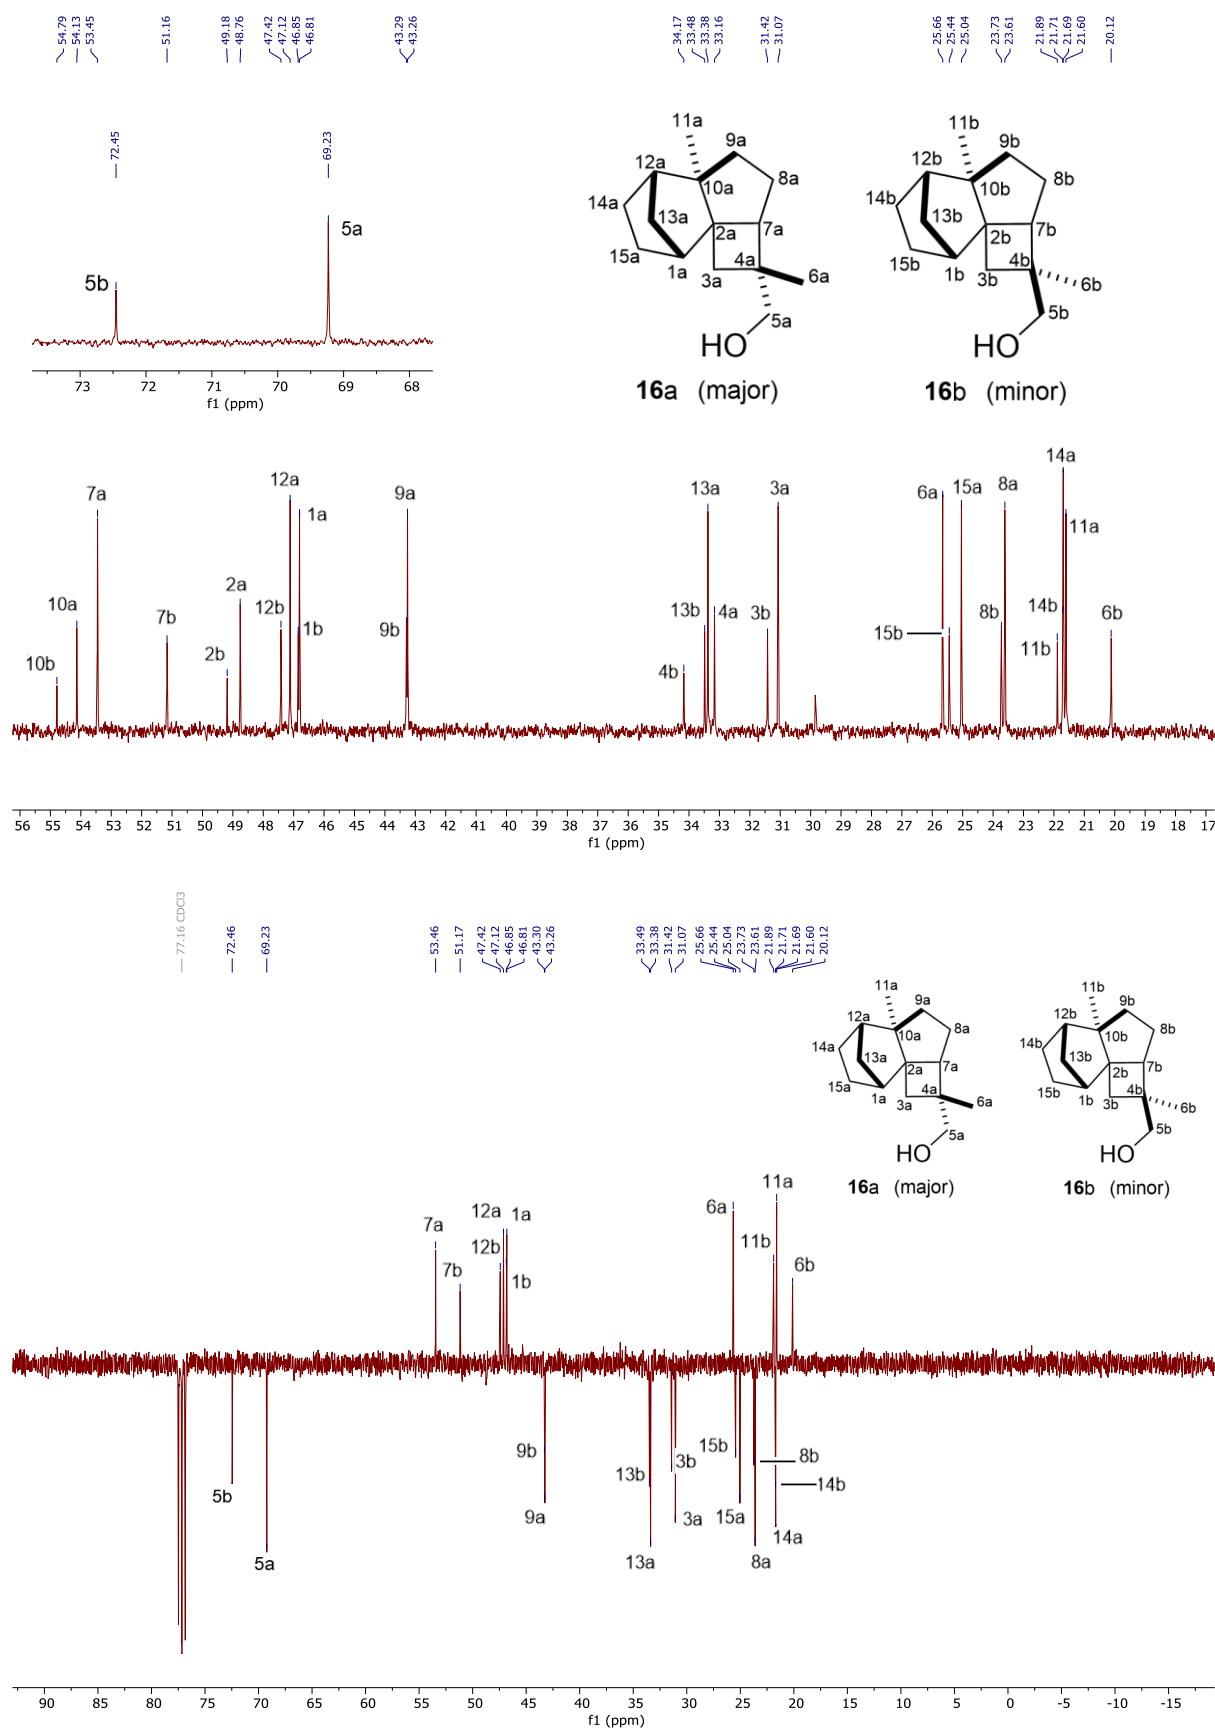 54.79 54.13 53.45 51.16 49.18 48.76 47.42 47.12 46.85 46.81 43.29 43.26 34.17 33.48 33.38 33.16 31.42 31.07 25.66 25.44 25.04 23.73 23.61 21.89 21.71 21.69 21.60 20.12
72.45 69.23
5b 5a
73 72 71 70 69 68
f1 (ppm)
11a 9a 12a 10a 8a 14a 13a 2a 7a 15a 1a 3a 4a 6a 5a
HO
16a (major)
11b 9b 12b 10b 8b 14b 13b 2b 7b 15b 1b 3b 4b 6b 5b
HO
16b (minor)
10b 10a 7a 7b 2b 2a 12b 12a 1a 1b 9b 9a 4b 13b 13a 4a 3b 3a 15b 6a 15a 8b 8a 11b 14b 14a 11a 6b
56 55 54 53 52 51 50 49 48 47 46 45 44 43 42 41 40 39 38 37 36 35 34 33 32 31 30 29 28 27 26 25 24 23 22 21 20 19 18 17
f1 (ppm)
77.16 CDCl3 72.46 69.23 53.46 51.17 47.42 47.12 46.85 46.81 43.30 43.26 33.49 33.38 31.42 31.07 25.66 25.44 25.04 23.73 23.61 21.89 21.71 21.69 21.60 20.12
11a 9a 12a 10a 8a 14a 13a 2a 7a 15a 1a 3a 4a 6a 5a
HO
16a (major)
11b 9b 12b 10b 8b 14b 13b 2b 7b 15b 1b 3b 4b 6b 5b
HO
16b (minor)
7a 7b 12a 12b 1a 1b 6a 11b 11a 6b
5b 5a 9b 9a 13b 13a 3b 3a 15b 15a 8b 8a 14b 14a
90 85 80 75 70 65 60 55 50 45 40 35 30 25 20 15 10 5 0 -5 -10 -15
f1 (ppm)